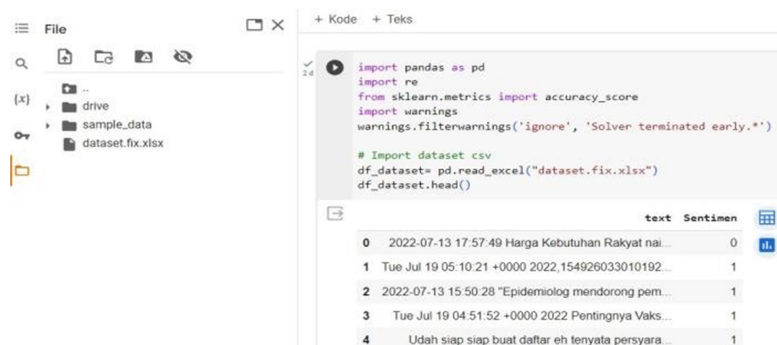 File
..
drive
sample_data
dataset.fix.xlsx
{x}
+ Kode + Teks
2 d
import pandas as pd
import re
from sklearn.metrics import accuracy_score
import warnings
warnings.filterwarnings('ignore', 'Solver terminated early.*')
# Import dataset csv
df_dataset= pd.read_excel("dataset.fix.xlsx")
df_dataset.head()
text Sentimen
0 2022-07-13 17:57:49 Harga Kebutuhan Rakyat nai... 0
1 Tue Jul 19 05:10:21 +0000 2022,154926033010192... 1
2 2022-07-13 15:50:28 "Epidemiolog mendorong pem... 1
3 Tue Jul 19 04:51:52 +0000 2022 Pentingnya Vaks... 1
4 Udah siap siap buat daftar eh tenyata persyara... 1